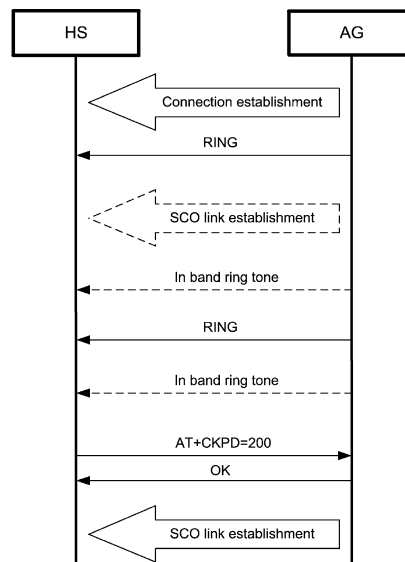 HS
AG
Connection establishment
RING
SCO link establishment
In band ring tone
RING
In band ring tone
AT+CKPD=200
OK
SCO link establishment